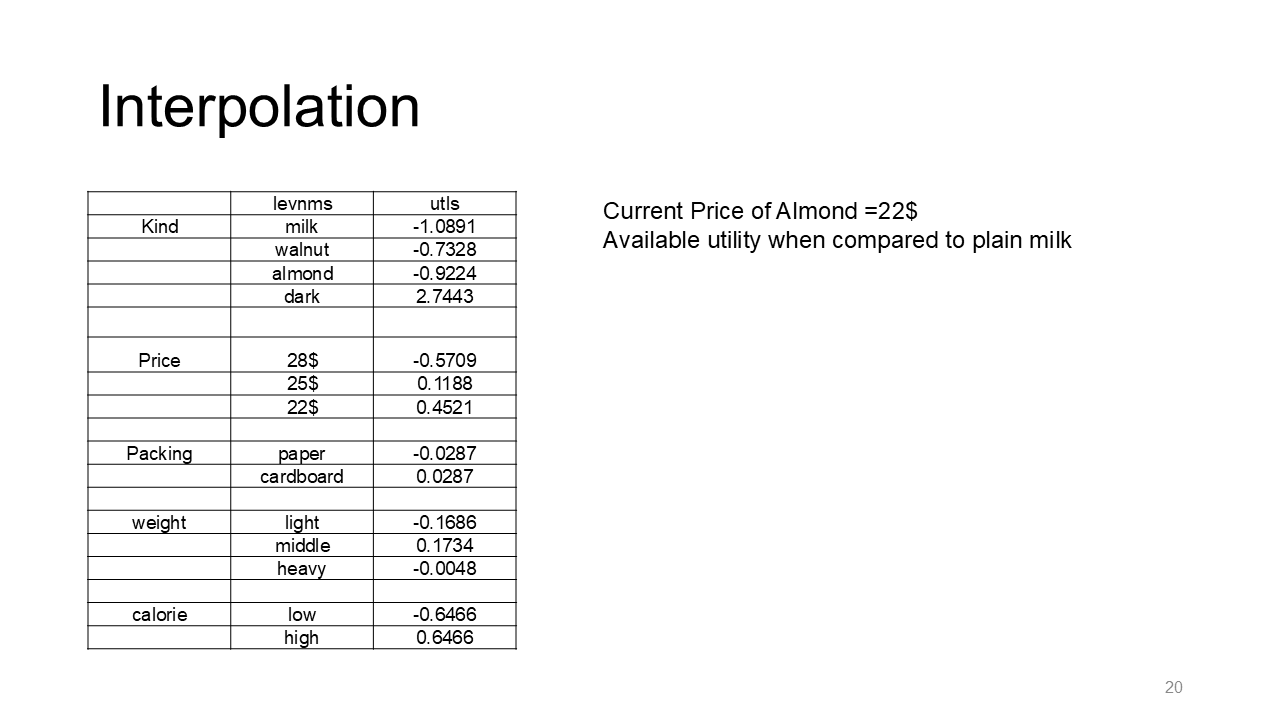 Interpolation
levnms utls
Kind milk -1.0891
walnut -0.7328
almond -0.9224
dark 2.7443
Price 28$ -0.5709
25$ 0.1188
22$ 0.4521
Packing paper -0.0287
cardboard 0.0287
weight light -0.1686
middle 0.1734
heavy -0.0048
calorie low -0.6466
high 0.6466
Current Price of Almond =22$
Available utility when compared to plain milk
20